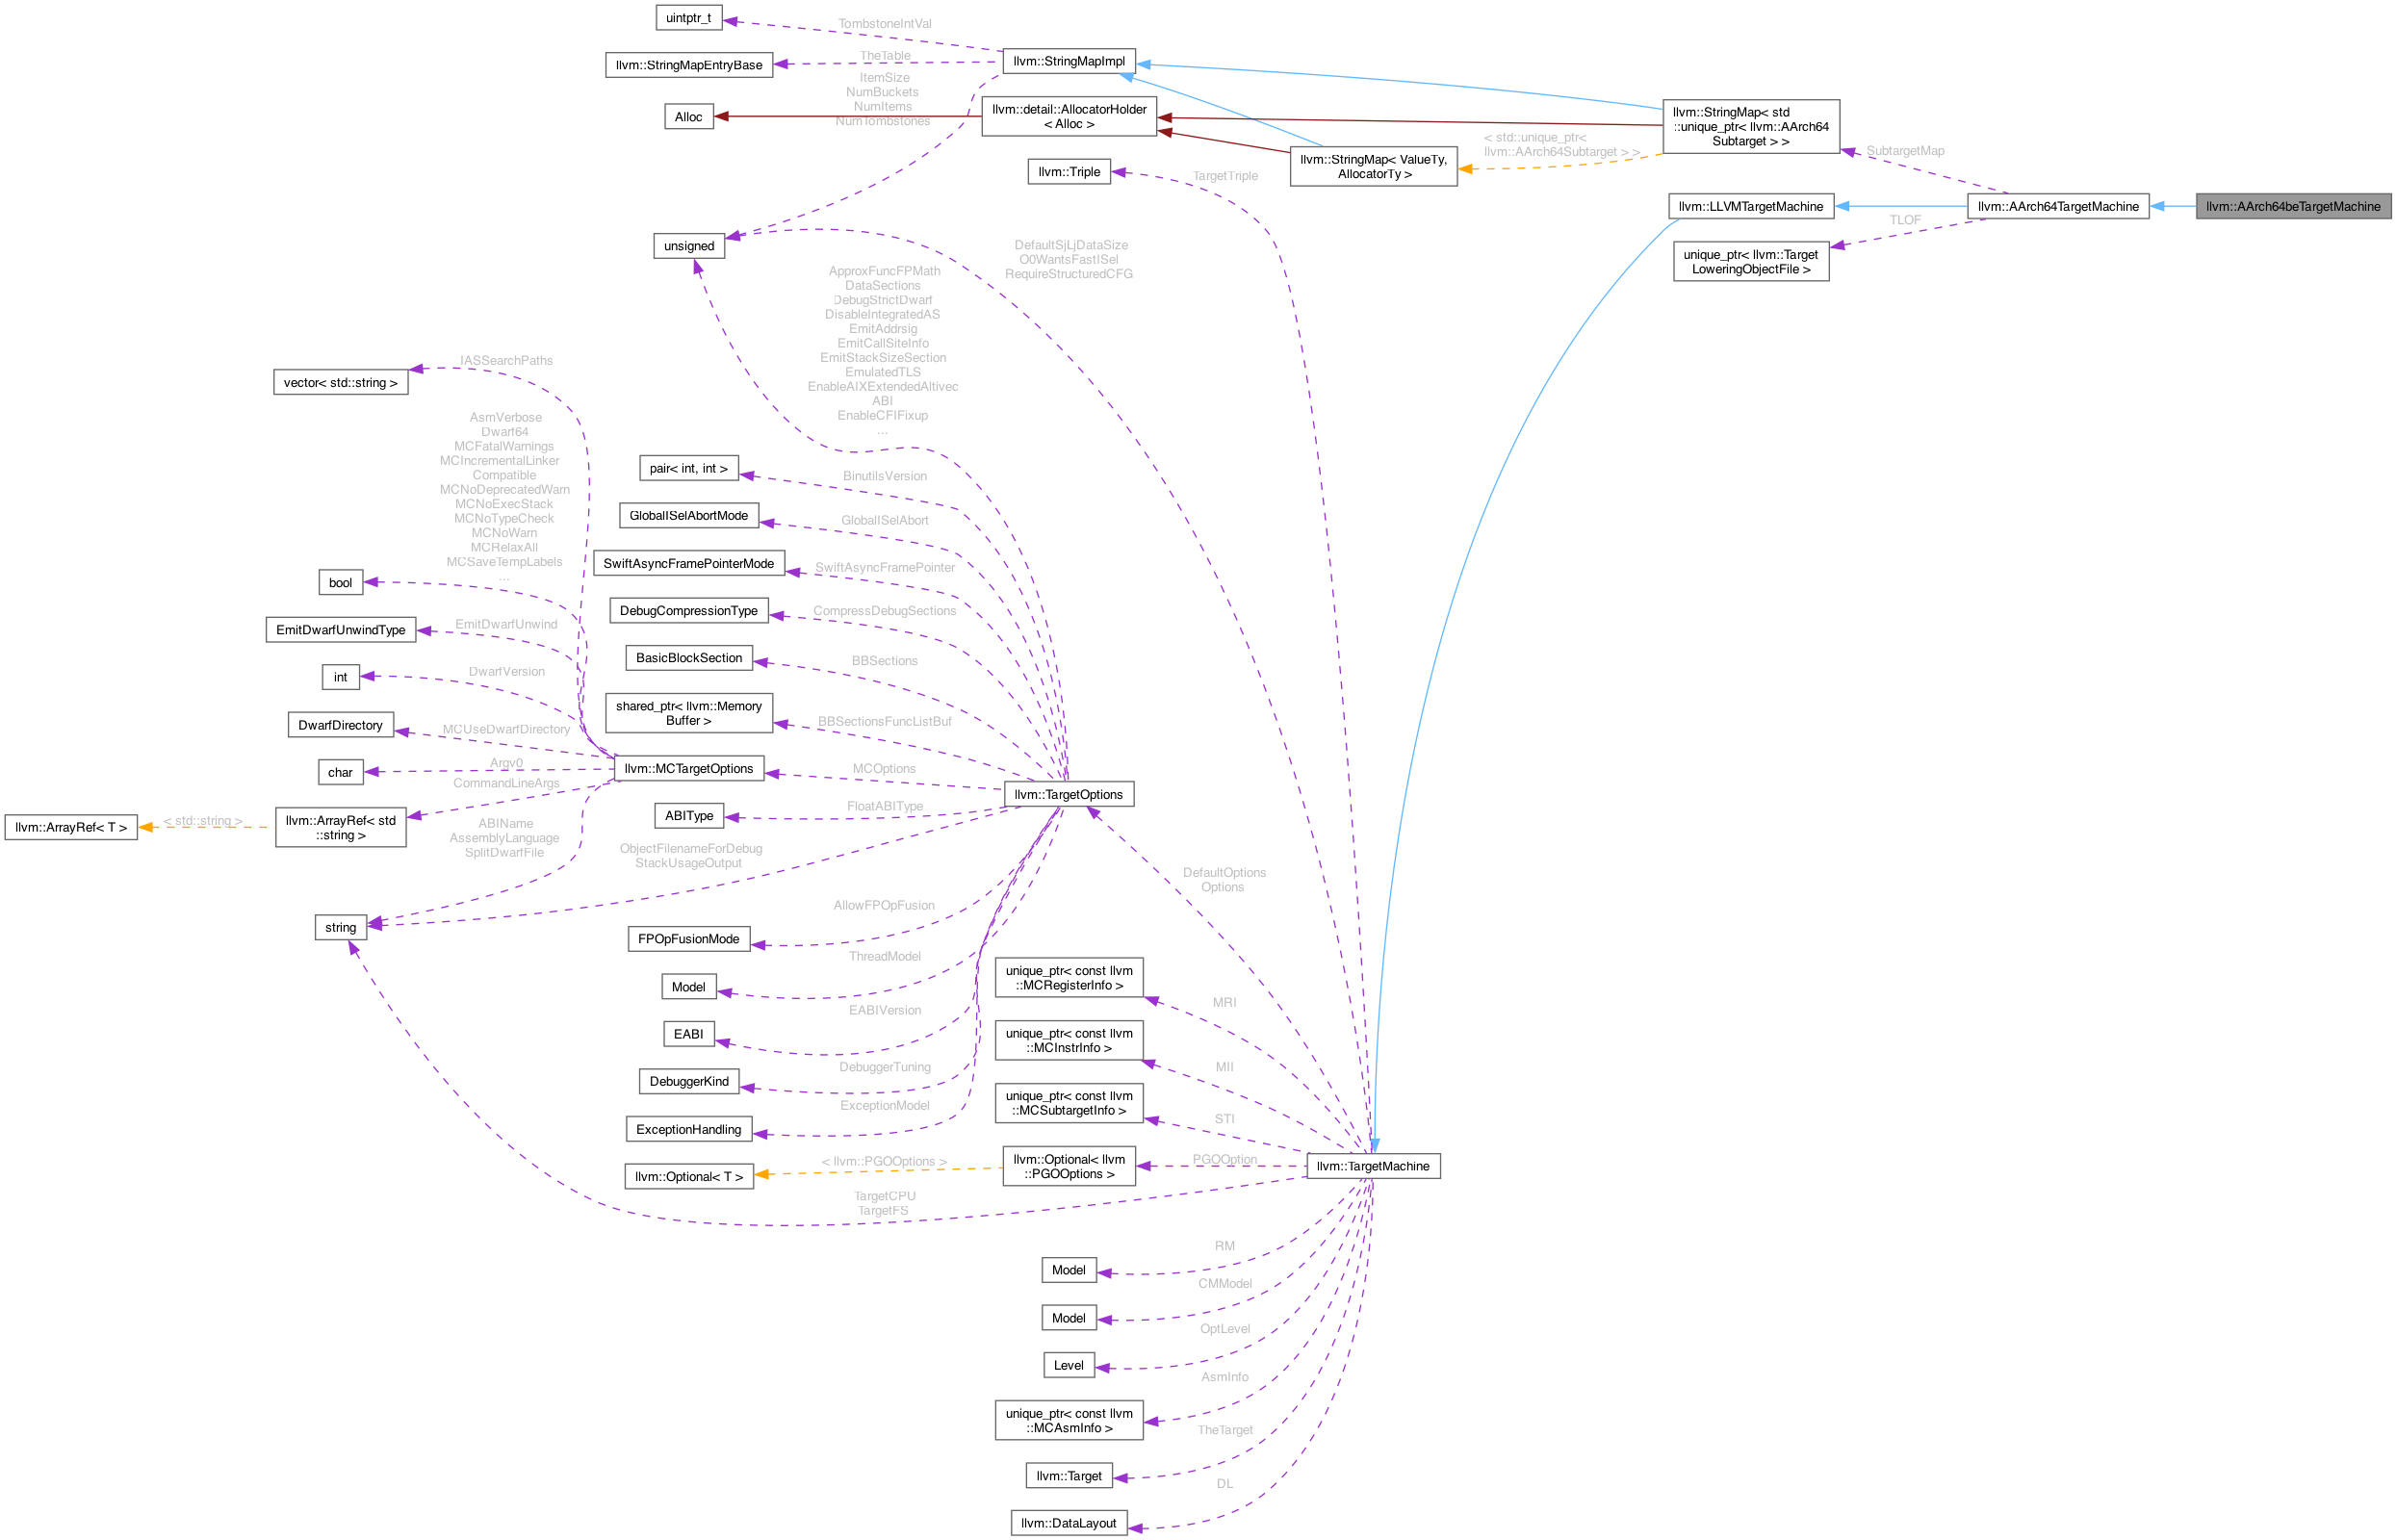 uintptr_t
TombstoneIntVal
llvm::StringMapEntryBase
TheTable
llvm::StringMapImpl
ItemSize
NumBuckets
NumItems
NumTombstones
Alloc
llvm::detail::AllocatorHolder
< Alloc >
llvm::StringMap< std
::unique_ptr< llvm::AArch64
Subtarget > >
< std::unique_ptr<
llvm::AArch64Subtarget > >
llvm::StringMap< ValueTy,
AllocatorTy >
SubtargetMap
llvm::Triple
TargetTriple
llvm::LLVMTargetMachine
llvm::AArch64TargetMachine
llvm::AArch64beTargetMachine
TLOF
unique_ptr< llvm::Target
LoweringObjectFile >
unsigned
DefaultSjLjDataSize
O0WantsFastISel
RequireStructuredCFG
ApproxFuncFPMath
DataSections
DebugStrictDwarf
DisableIntegratedAS
EmitAddrsig
EmitCallSiteInfo
EmitStackSizeSection
EmulatedTLS
EnableAIXExtendedAltivec
ABI
EnableCFIFixup
...
vector< std::string >
IASSearchPaths
AsmVerbose
Dwarf64
MCFatalWarnings
MCIncrementalLinker
Compatible
MCNoDeprecatedWarn
MCNoExecStack
MCNoTypeCheck
MCNoWarn
MCRelaxAll
MCSaveTempLabels
...
pair< int, int >
BinutilsVersion
GlobalISelAbortMode
GlobalISelAbort
SwiftAsyncFramePointerMode
SwiftAsyncFramePointer
bool
DebugCompressionType
CompressDebugSections
EmitDwarfUnwindType
EmitDwarfUnwind
BasicBlockSection
BBSections
int
DwarfVersion
shared_ptr< llvm::Memory
Buffer >
BBSectionsFuncListBuf
DwarfDirectory
MCUseDwarfDirectory
char
Argv0
llvm::MCTargetOptions
MCOptions
llvm::TargetOptions
CommandLineArgs
llvm::ArrayRef< T >
< std::string >
llvm::ArrayRef< std
::string >
ABIName
AssemblyLanguage
SplitDwarfFile
ABIType
FloatABIType
ObjectFilenameForDebug
StackUsageOutput
DefaultOptions
Options
string
FPOpFusionMode
AllowFPOpFusion
Model
ThreadModel
EABI
EABIVersion
DebuggerKind
DebuggerTuning
ExceptionHandling
ExceptionModel
unique_ptr< const llvm
::MCRegisterInfo >
MRI
unique_ptr< const llvm
::MCInstrInfo >
MII
unique_ptr< const llvm
::MCSubtargetInfo >
STI
llvm::Optional< T >
< llvm::PGOOptions >
llvm::Optional< llvm
::PGOOptions >
PGOOption
llvm::TargetMachine
TargetCPU
TargetFS
Model
RM
Model
CMModel
Level
OptLevel
unique_ptr< const llvm
::MCAsmInfo >
AsmInfo
llvm::Target
TheTarget
llvm::DataLayout
DL